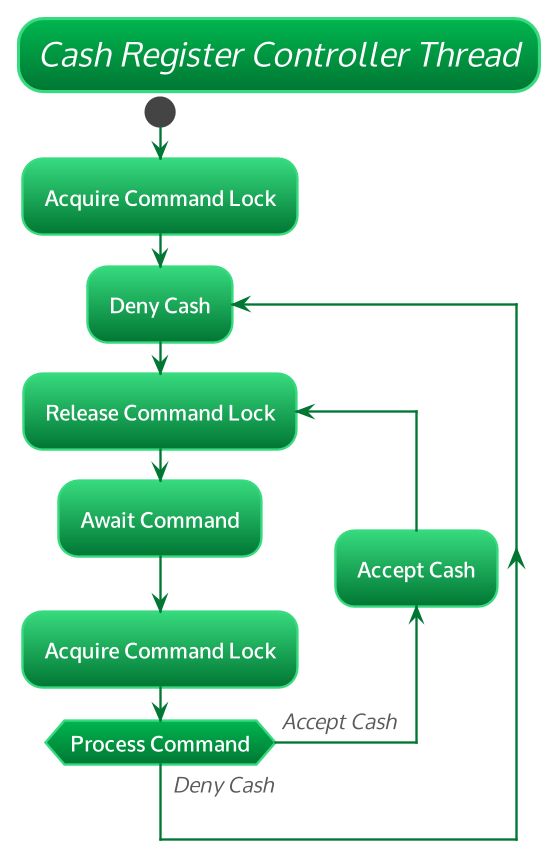 Cash Register Controller Thread
Acquire Command Lock
Deny Cash
Release Command Lock
Await Command
Accept Cash
Acquire Command Lock
Accept Cash
Process Command
Deny Cash